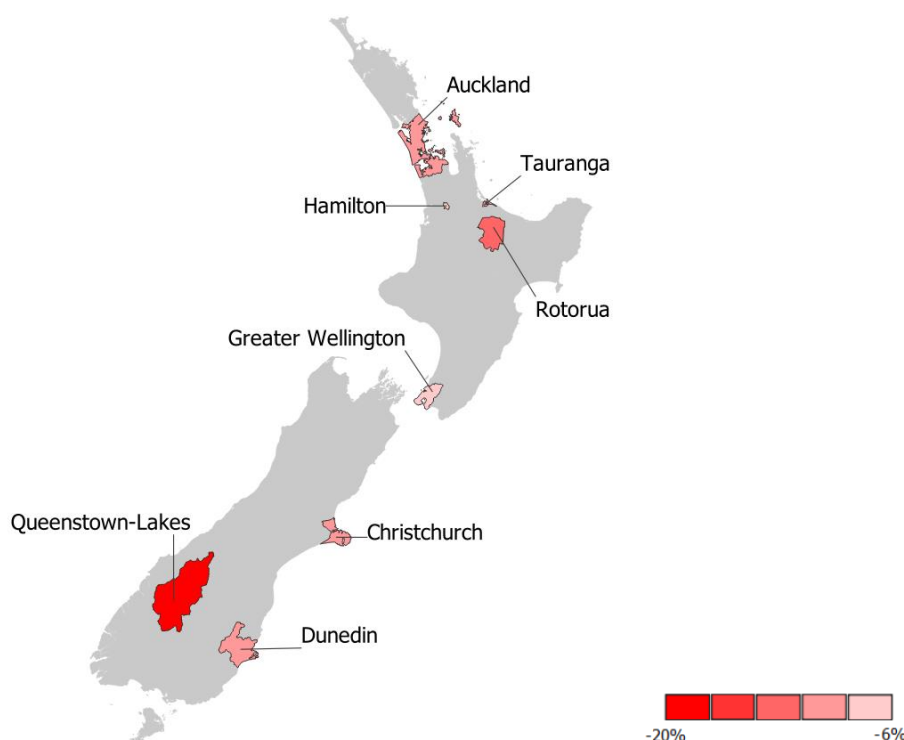 Auckland
Tauranga
Hamilton
Rotorua
Greater Wellington
Queenstown-Lakes
Christchurch
Dunedin
-20%
-6%